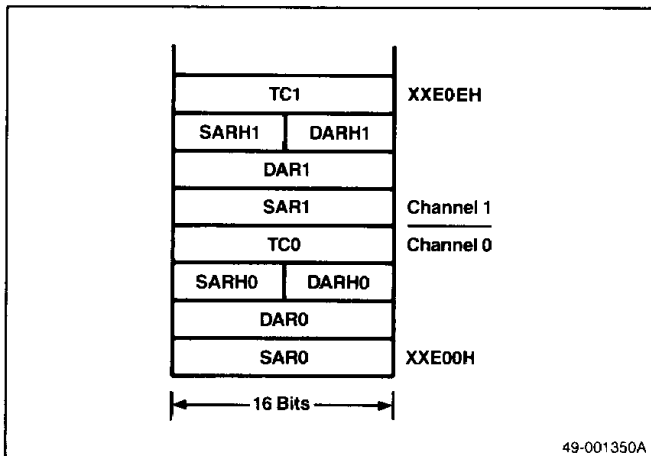 TC1 XXE0EH
SARH1 DARH1
DAR1
SAR1 Channel 1
TC0 Channel 0
SARH0 DARH0
DAR0
SAR0 XXE00H
16 Bits
49-001350A